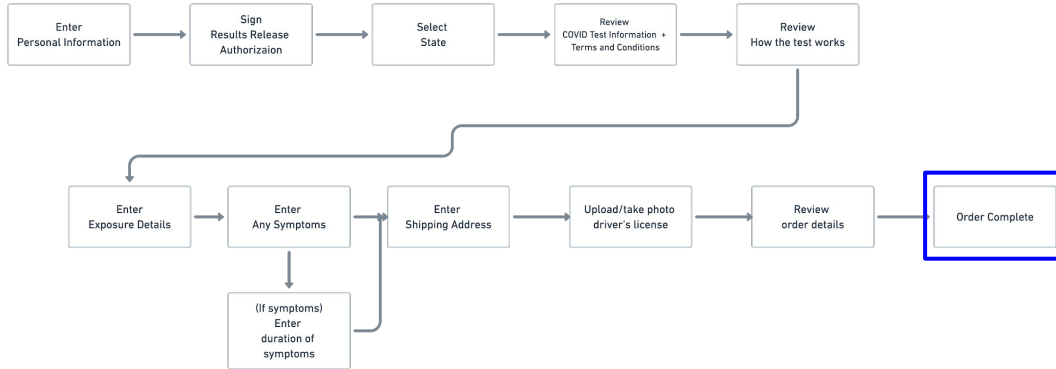 Enter
Personal Information
Sign
Results Release
Authorizaion
Select
State
Review
COVID Test Information +
Terms and Conditions
Review
How the test works
Enter
Exposure Details
Enter
Any Symptoms
Enter
Shipping Address
Upload/take photo
driver's license
Review
order details
Order Complete
(If symptoms)
Enter
duration of
symptoms